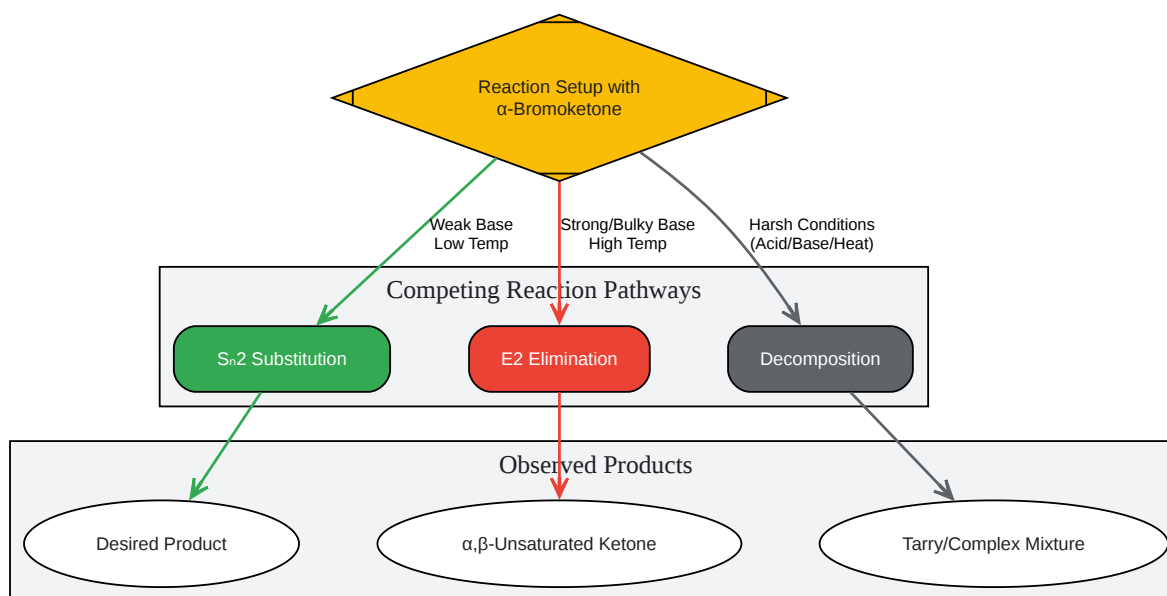 Reaction Setup with
α-Bromoketone
Weak Base
Low Temp
Strong/Bulky Base
High Temp
Harsh Conditions
(Acid/Base/Heat)
Competing Reaction Pathways
Sₙ2 Substitution
E2 Elimination
Decomposition
Observed Products
Desired Product
α,β-Unsaturated Ketone
Tarry/Complex Mixture